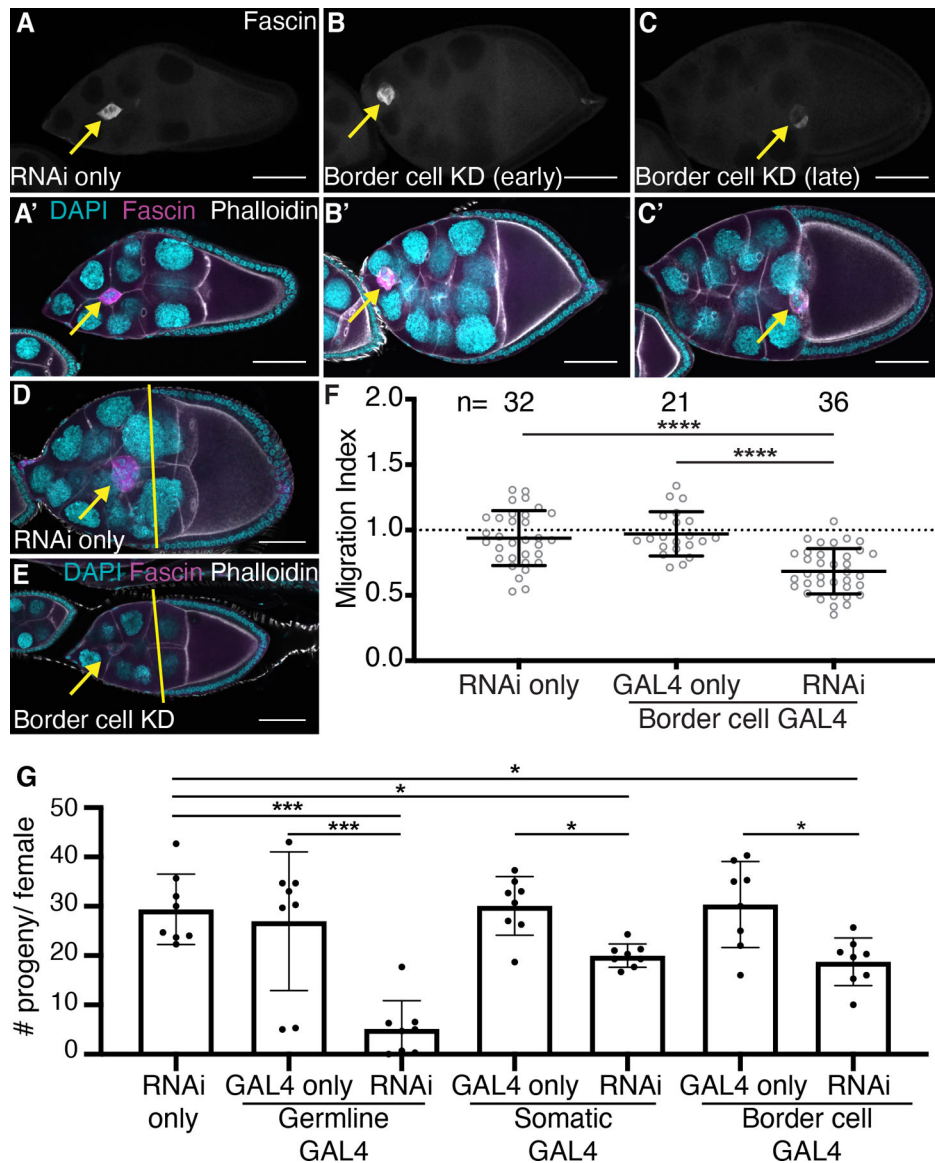 A Fascin
B
C
RNAi only
Border cell KD (early)
Border cell KD (late)
A’ DAPI Fascin Phalloidin
B’
C’
D
RNAi only
E DAPI Fascin Phalloidin
Border cell KD
F
n= 32 21 36
****
****
Migration Index
2.0
1.5
1.0
0.5
0.0
RNAi only GAL4 only RNAi
Border cell GAL4
G
*
*
***
*** * *
# progeny/ female
50
40
30
20
10
0
RNAi only
GAL4 only RNAi
Germline GAL4
GAL4 only RNAi
Somatic GAL4
GAL4 only RNAi
Border cell GAL4